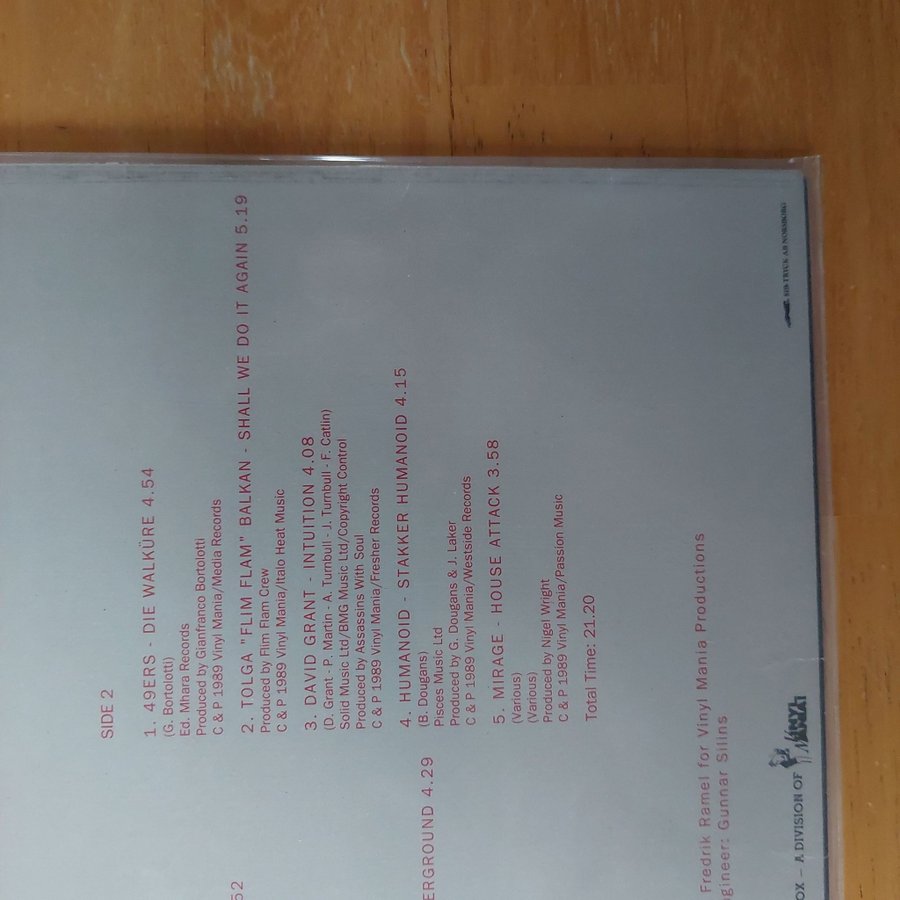 SIDE 2
1. 49ERS - DIE WALKÜRE 4.54
(G. Bortolotti)
Ed. Mhara Records
Produced by Gianfranco Bortolotti
C & P 1989 Vinyl Mania/Media Records
2. TOLGA "FLIM FLAM" BALKAN - SHALL WE DO IT AGAIN 5.19
Produced by Flim Flam Crew
C & P 1989 Vinyl Mania/Italo Heat Music
3. DAVID GRANT - INTUITION 4.08
(D. Grant - P. Martin - A. Turnbull - J. Turnbull - F. Catlin)
Solid Music Ltd/BMG Music Ltd/Copyright Control
Produced by Assassins With Soul
C & P 1989 Vinyl Mania/Fresher Records
4. HUMANOID - STAKKER HUMANOID 4.15
(B. Dougans)
Pisces Music Ltd
Produced by G. Dougans & J. Laker
C & P 1989 Vinyl Mania/Westside Records
5. MIRAGE - HOUSE ATTACK 3.58
(Various)
(Various)
Produced by Nigel Wright
C & P 1989 Vinyl Mania/Passion Music
Total Time: 21.20
52
ERGROUND 4.29
Fredrik Ramel for Vinyl Mania Productions
gineer: Gunnar Silins
OX – A DIVISION OF VINYL MANIA
AB NORRBORG